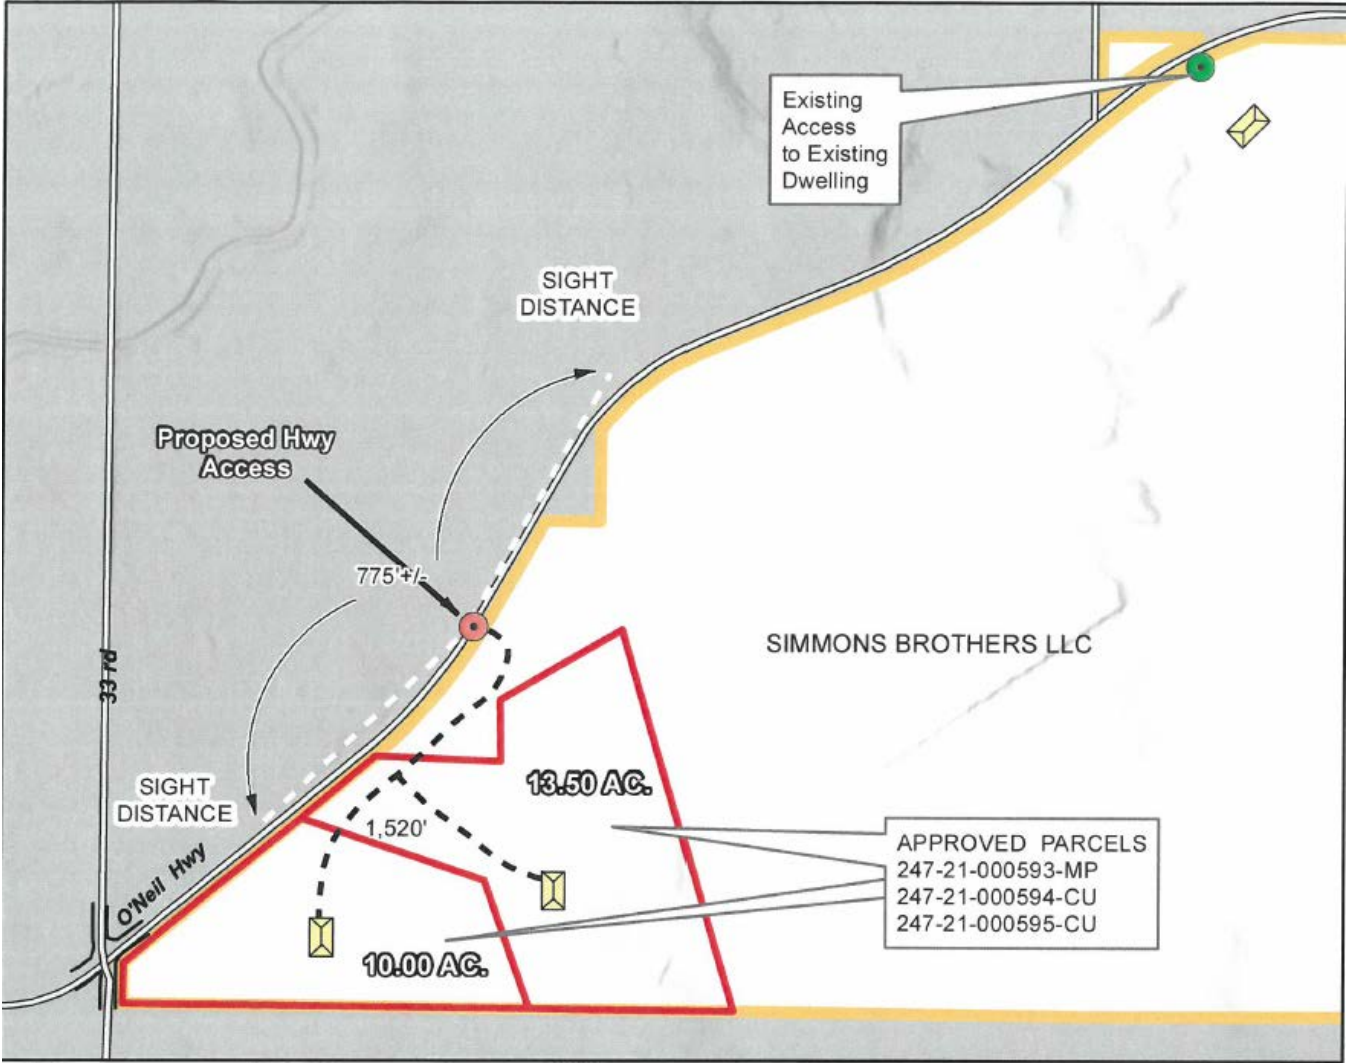 Existing
Access
to Existing
Dwelling
SIGHT
DISTANCE
Proposed Hwy
Access
775'+/-
33 rd
SIMMONS BROTHERS LLC
13.50 AC.
SIGHT
DISTANCE
1,520'
O'Neil Hwy
APPROVED PARCELS
247-21-000593-MP
247-21-000594-CU
247-21-000595-CU
10.00 AC.